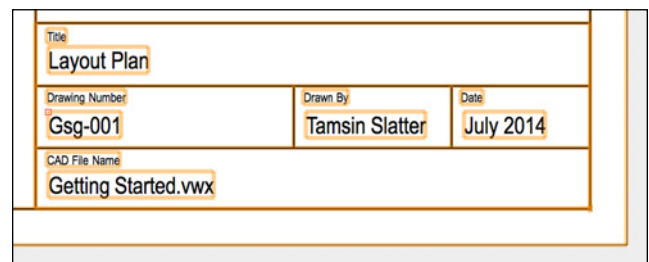 Title
Layout Plan
Drawing Number Drawn By Date
Gsg-001 Tamsin Slatter July 2014
CAD File Name
Getting Started.vwx